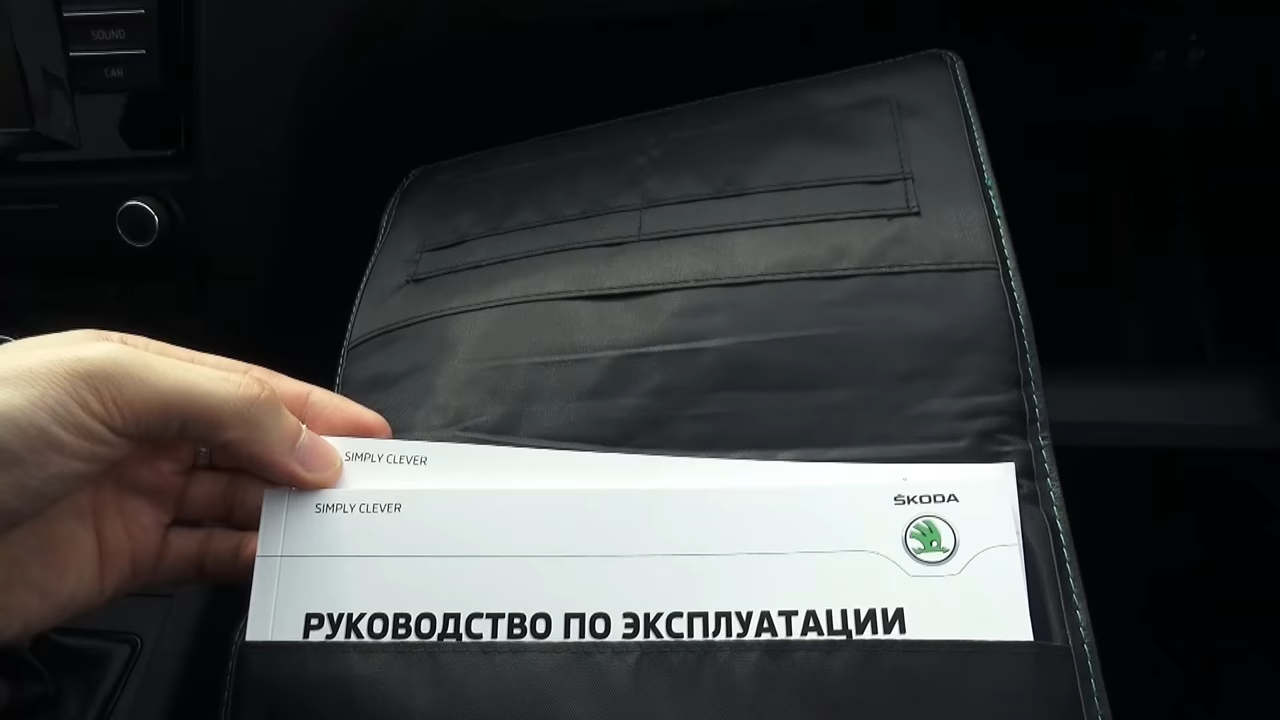 SOUND
CAR
SIMPLY CLEVER
SIMPLY CLEVER
ŠKODA
РУКОВОДСТВО ПО ЭКСПЛУАТАЦИИ